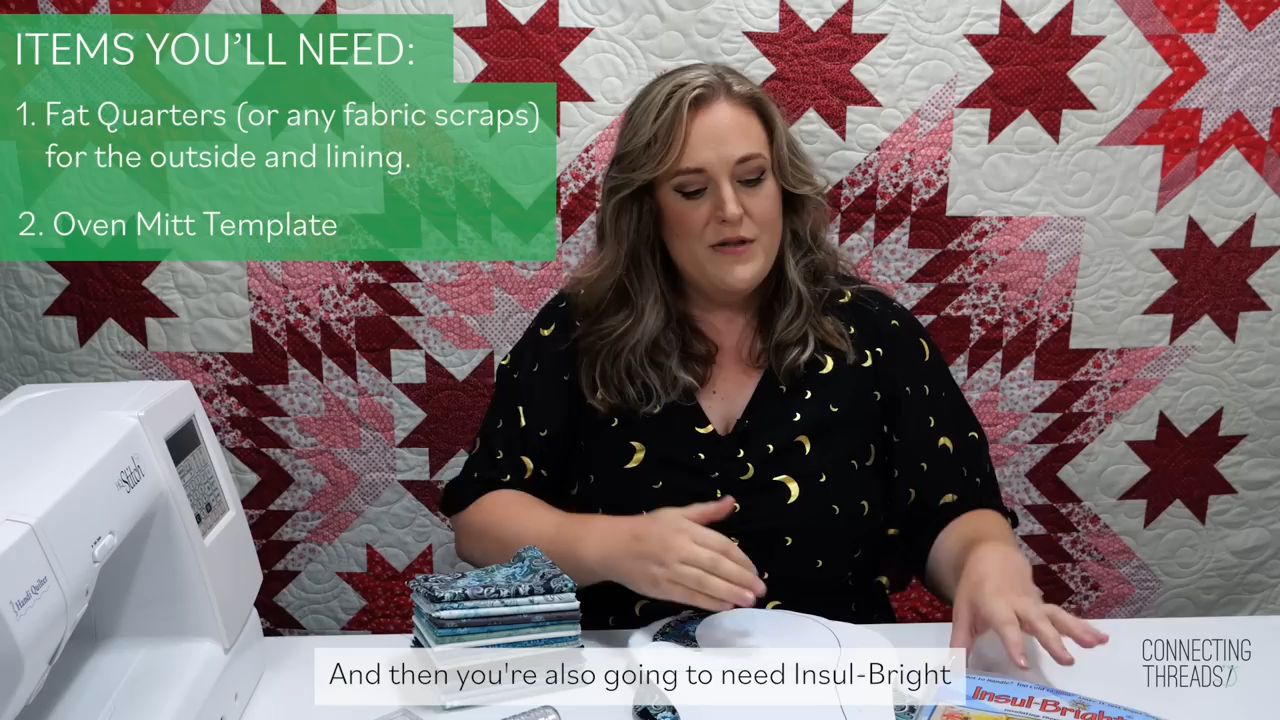 ITEMS YOU'LL NEED:
1. Fat Quarters (or any fabric scraps)
for the outside and lining.
2. Oven Mitt Template
Stitch
Handi Quilter
And then you're also going to need Insul-Bright
CONNECTING
THREADS
Insul-Bright